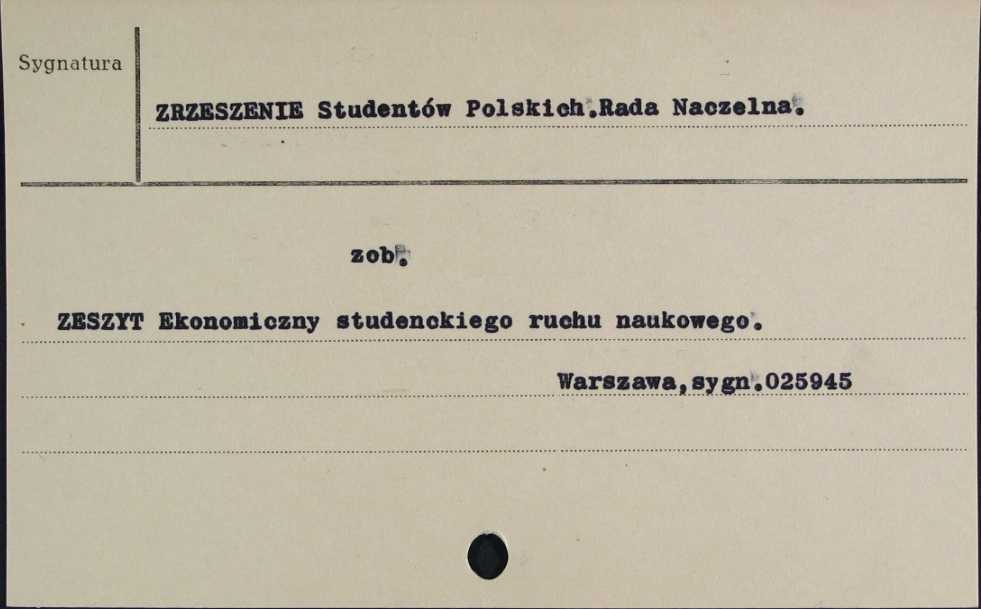 Sygnatura
ZRZESZENIE Studentów Polskich.Rada Naczelna.
zob.
ZESZYT Ekonomiczny studenckiego ruchu naukowego.
Warszawa,sygn.025945